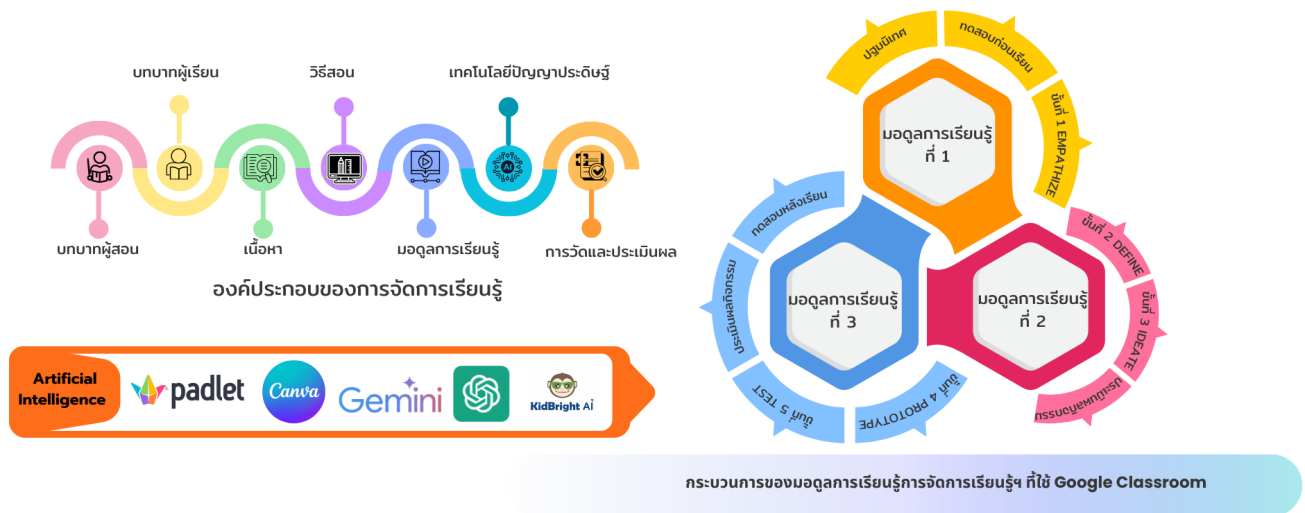 บทบาทผู้เรียน
วิธีสอน
เทคโนโลยีปัญญาประดิษฐ์
AI
บทบาทผู้สอน
เนื้อหา
มอดูลการเรียนรู้
การวัดและประเมินผล
องค์ประกอบของการจัดการเรียนรู้
Artificial
Intelligence
padlet
Canva
Gemini
KidBright AI
ปฐมนิเทศ
ทดสอบก่อนเรียน
ขั้นที่ 1 EMPATHIZE
มอดูลการเรียนรู้
ที่ 1
ขั้นที่ 2 DEFINE
ขั้นที่ 3 IDEATE
ประเมินผลกิจกรรม
มอดูลการเรียนรู้
ที่ 2
ขั้นที่ 4 PROTOTYPE
ขั้นที่ 5 TEST
ประเมินผลกิจกรรม
ทดสอบหลังเรียน
มอดูลการเรียนรู้
ที่ 3
กระบวนการของมอดูลการเรียนรู้การจัดการเรียนรู้ฯ ที่ใช้ Google Classroom